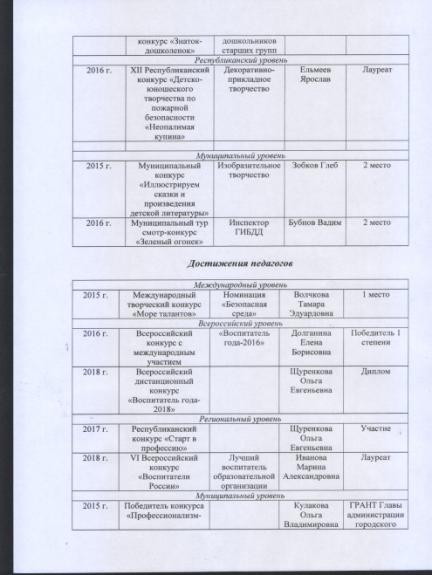 конкурс «Знаток- дошкольников
дошколенок» старших групп
Республиканский уровень
2016 г. XII Республиканский Декоративно- Ельмеев Лауреат
конкурс «Детско- прикладное Ярослав
юношеского творчество
творчества по
пожарной
безопасности
«Неопалимая
купина»
Муниципальный уровень
2015 г. Муниципальный Изобразительное Зобков Глеб 2 место
конкурс творчество
«Иллюстрируем
сказки и
произведения
детской литературы»
2016 г. Муниципальный тур Инспектор Бубнов Вадим 2 место
смотр-конкурс ГИБДД
«Зеленый огонек»
Достижения педагогов
Международный уровень
2015 г. Международный Номинация Волчкова 1 место
творческий конкурс «Безопасная Тамара
«Море талантов» среда» Эдуардовна
Всероссийский уровень
2016 г. Всероссийский «Воспитатель Долганина Победитель 1
конкурс с года-2016» Елена степени
международным Борисовна
участием
2018 г. Всероссийский Щуренкова Диплом
дистанционный Ольга
конкурс Евгеньевна
«Воспитатель года-
2018»
Региональный уровень
2017 г. Республиканский Щуренкова Участие
конкурс «Старт в Ольга
профессию» Евгеньевна
2018 г. VI Всероссийский Лучший Иванова Лауреат
конкурс воспитатель Марина
«Воспитатели образовательной Александровна
России» организации
Муниципальный уровень
2015 г. Победитель конкурса Кулакова ГРАНТ Главы
«Профессионализм- Ольга администрации
Владимировна городского